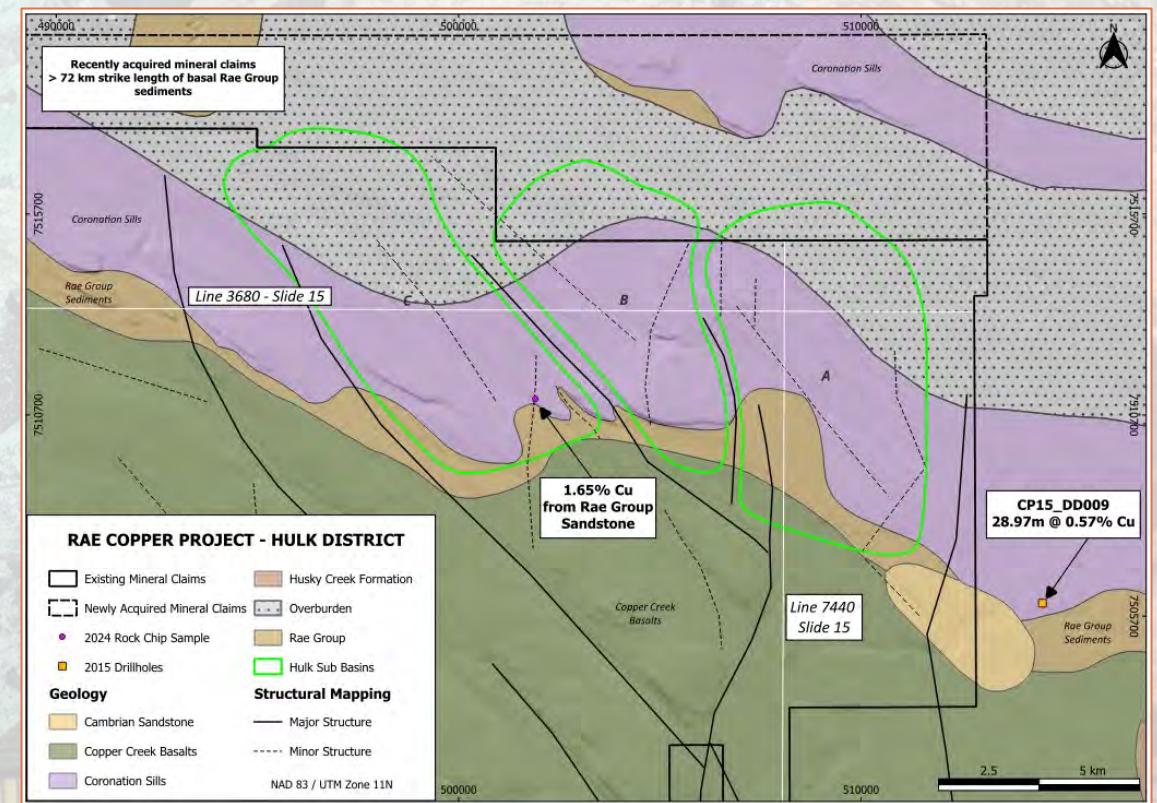 490000
500000
510000
N
Recently acquired mineral claims
> 72 km strike length of basal Rae Group
sediments
Coronation Sills
7515700
7515700
Coronation Sills
Rae Group
Sediments
Line 3680 - Slide 15
C
B
A
7510700
7510700
1.65% Cu
from Rae Group
Sandstone
CP15_DD009
28.97m @ 0.57% Cu
Copper Creek
Basalts
Line 7440
Slide 15
7505700
Rae Group
Sediments
RAE COPPER PROJECT - HULK DISTRICT
Existing Mineral Claims
Newly Acquired Mineral Claims
2024 Rock Chip Sample
2015 Drillholes
Geology
Cambrian Sandstone
Copper Creek Basalts
Coronation Sills
Husky Creek Formation
Overburden
Rae Group
Hulk Sub Basins
Structural Mapping
Major Structure
Minor Structure
NAD 83 / UTM Zone 11N
500000
510000
2.5
5 km